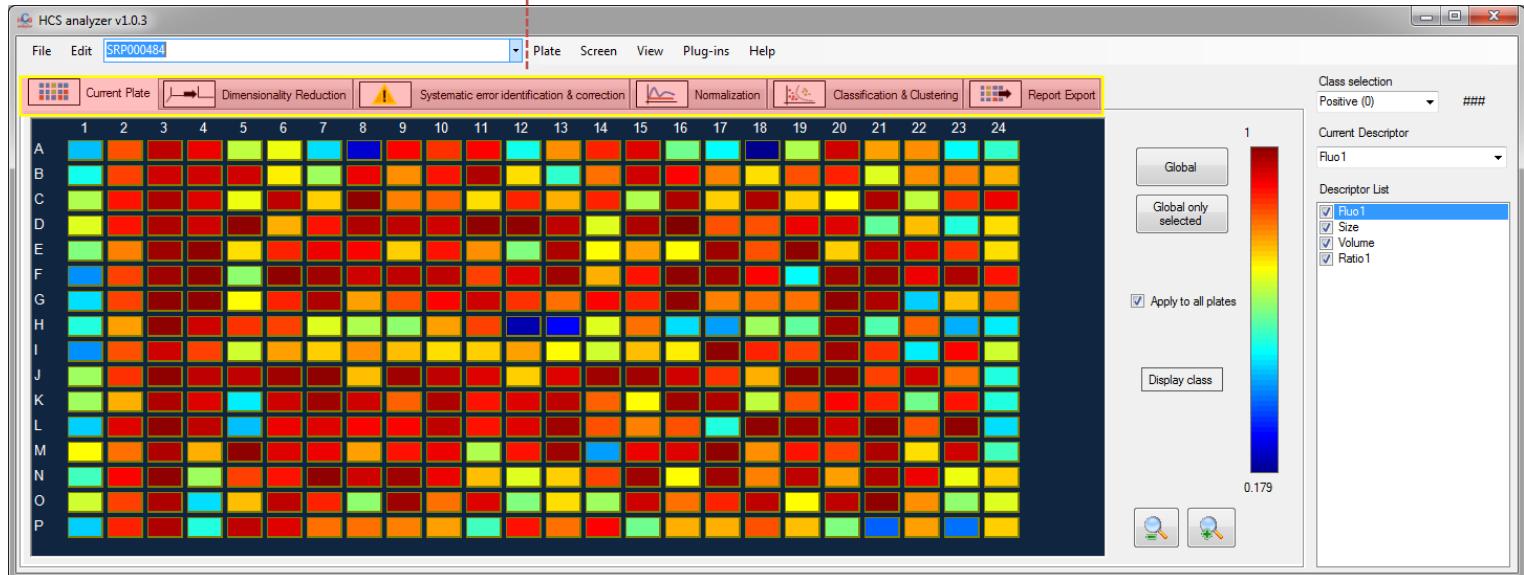 HCS analyzer v1.0.3
File Edit SRP000484 Plate Screen View Plug-ins Help
Current Plate Dimensionality Reduction Systematic error identification & correction Normalization Classification & Clustering Report Export
Class selection
Positive (0) ###
Current Descriptor
Fluo1
Descriptor List
Fluo1
Size
Volume
Ratio1
1 2 3 4 5 6 7 8 9 10 11 12 13 14 15 16 17 18 19 20 21 22 23 24
A
B
C
D
E
F
G
H
I
J
K
L
M
N
O
P
Global
Global only
selected
Apply to all plates
Display class
1
0.179